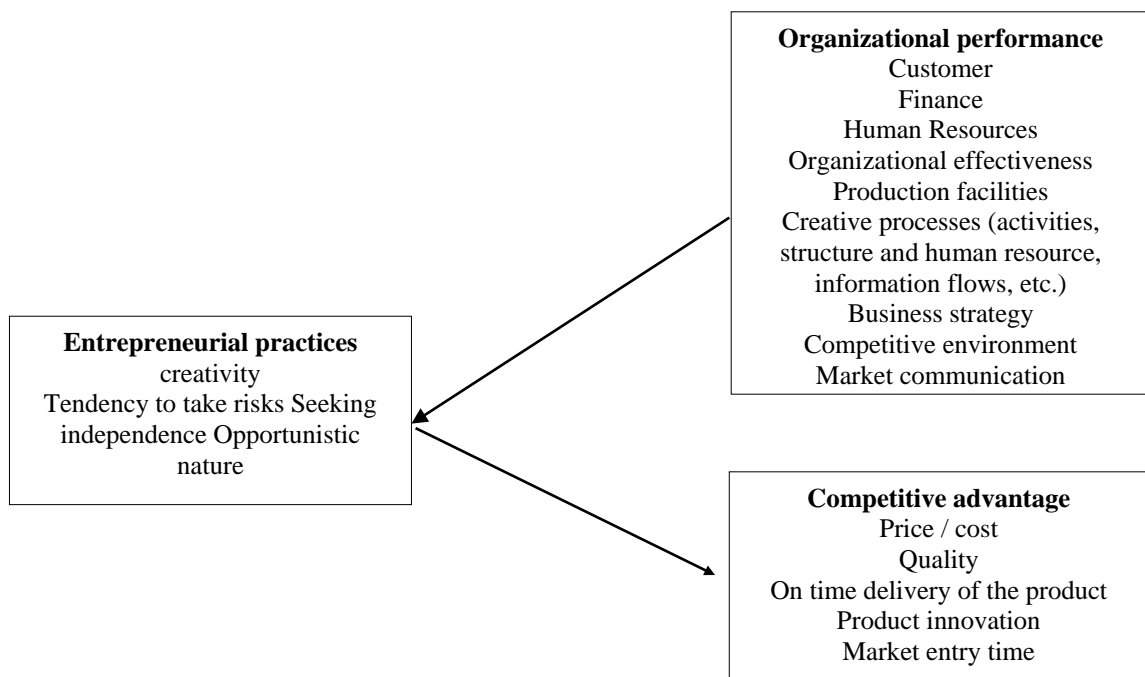 Organizational performance
Customer
Finance
Human Resources
Organizational effectiveness
Production facilities
Creative processes (activities,
structure and human resource,
information flows, etc.)
Business strategy
Competitive environment
Market communication
Entrepreneurial practices
creativity
Tendency to take risks Seeking
independence Opportunistic
nature
Competitive advantage
Price / cost
Quality
On time delivery of the product
Product innovation
Market entry time